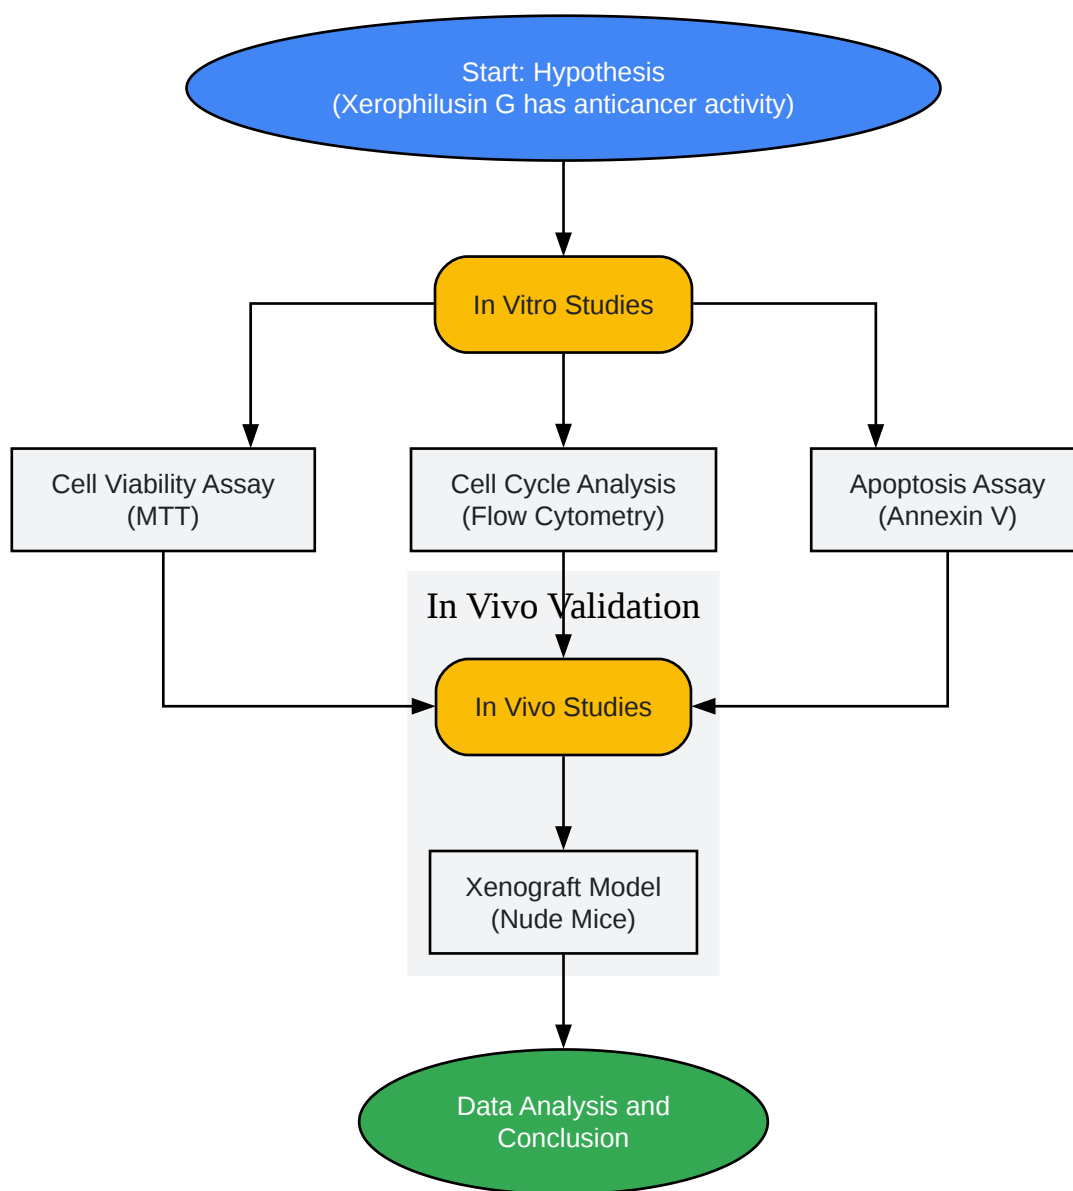 Start: Hypothesis
(Xerophilusin G has anticancer activity)
In Vitro Studies
Cell Viability Assay
(MTT)
Cell Cycle Analysis
(Flow Cytometry)
Apoptosis Assay
(Annexin V)
In Vivo Validation
In Vivo Studies
Xenograft Model
(Nude Mice)
Data Analysis and
Conclusion